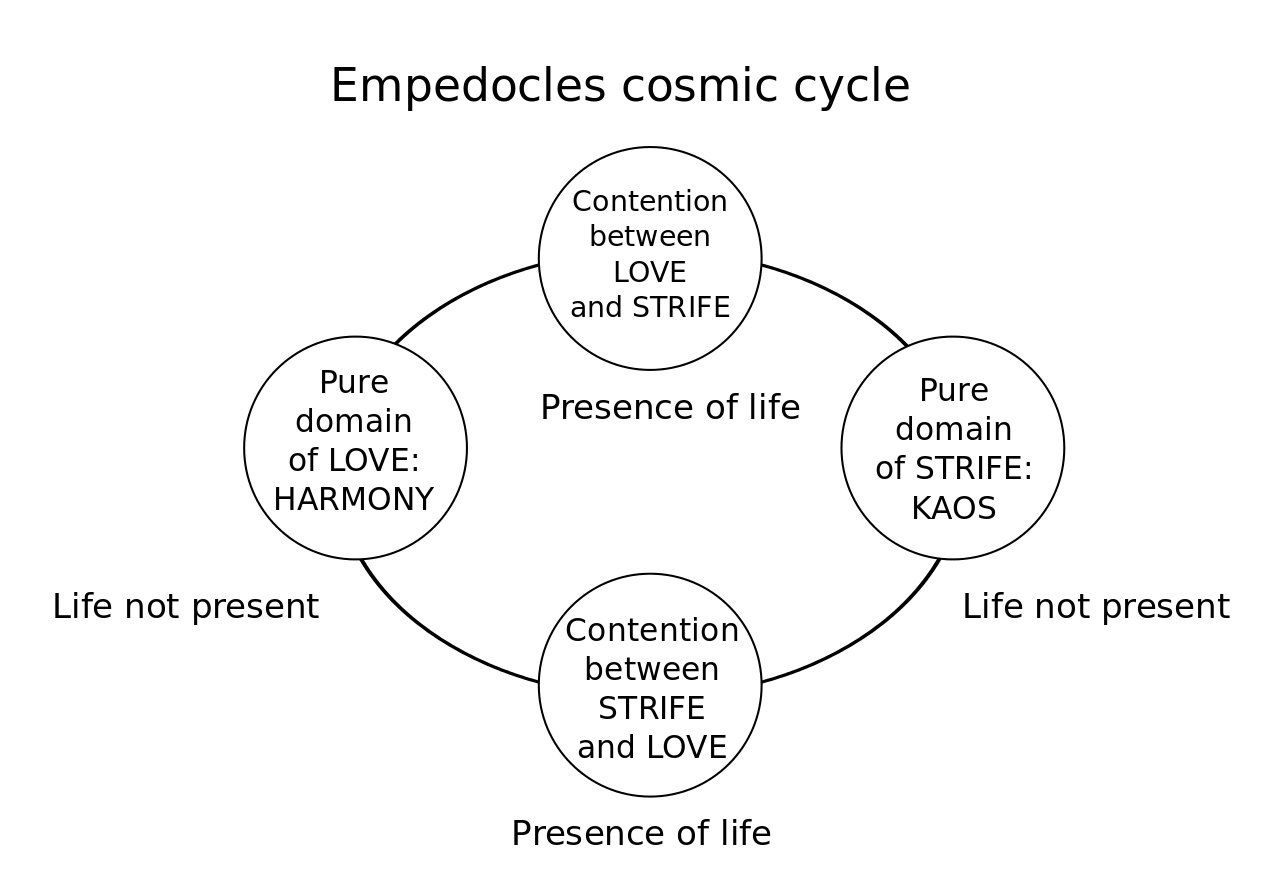 Empedocles cosmic cycle
Contention
between
LOVE
and STRIFE
Presence of life
Pure
domain
of LOVE:
HARMONY
Life not present
Pure
domain
of STRIFE:
KAOS
Life not present
Contention
between
STRIFE
and LOVE
Presence of life